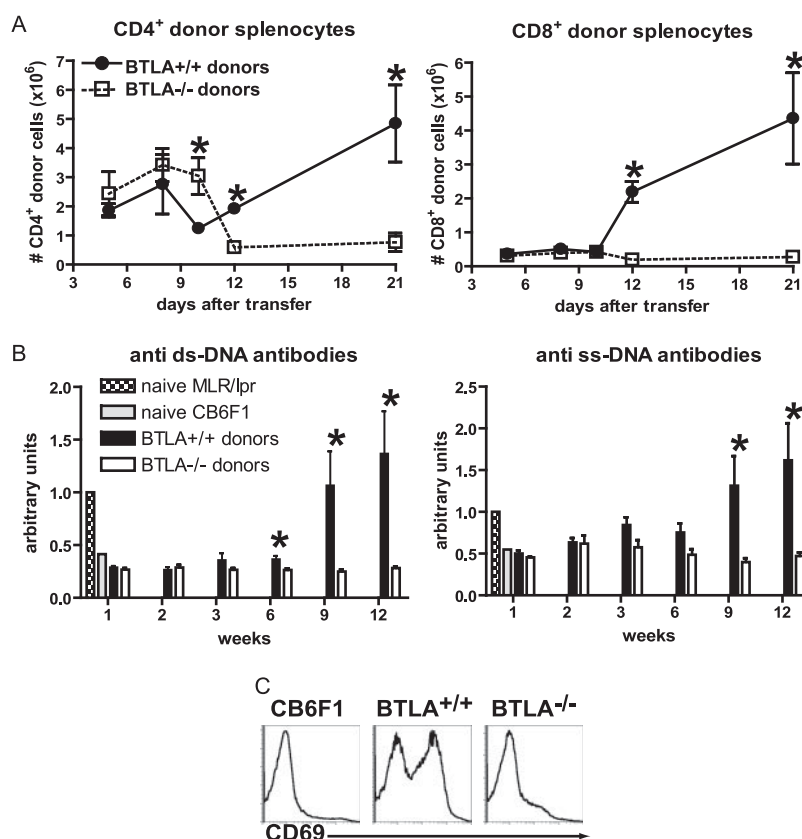 A
CD4+ donor splenocytes
BTLA+/+ donors
BTLA-/- donors
# CD4+ donor cells (x10⁶)
7
6
5
4
3
2
1
0
3 6 9 12 15 18 21
days after transfer
* * *
CD8+ donor splenocytes
# CD8+ donor cells (x10⁶)
6
5
4
3
2
1
0
3 6 9 12 15 18 21
days after transfer
* *
B
anti ds-DNA antibodies
naive MLR/lpr
naive CB6F1
BTLA+/+ donors
BTLA-/- donors
arbitrary units
2.0
1.5
1.0
0.5
0.0
1 2 3 6 9 12
weeks
* * *
anti ss-DNA antibodies
arbitrary units
2.5
2.0
1.5
1.0
0.5
0.0
1 2 3 6 9 12
weeks
* *
C
CB6F1 BTLA+/+ BTLA-/-
CD69